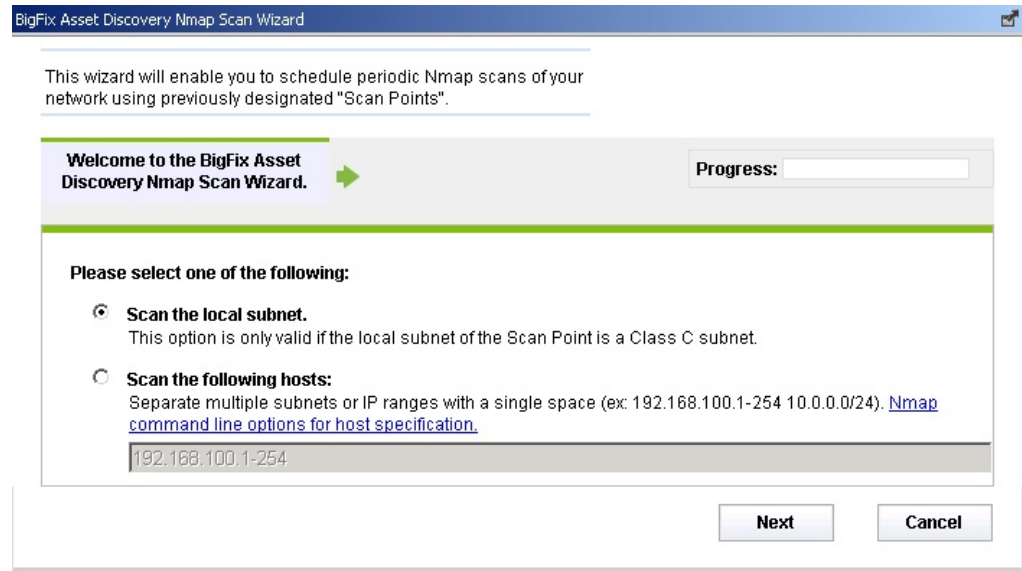 BigFix Asset Discovery Nmap Scan Wizard
This wizard will enable you to schedule periodic Nmap scans of your
network using previously designated "Scan Points".
Welcome to the BigFix Asset
Discovery Nmap Scan Wizard.
Progress:
Please select one of the following:
Scan the local subnet.
This option is only valid if the local subnet of the Scan Point is a Class C subnet.
Scan the following hosts:
Separate multiple subnets or IP ranges with a single space (ex: 192.168.100.1-254 10.0.0.0/24). Nmap
command line options for host specification.
192.168.100.1-254
Next
Cancel